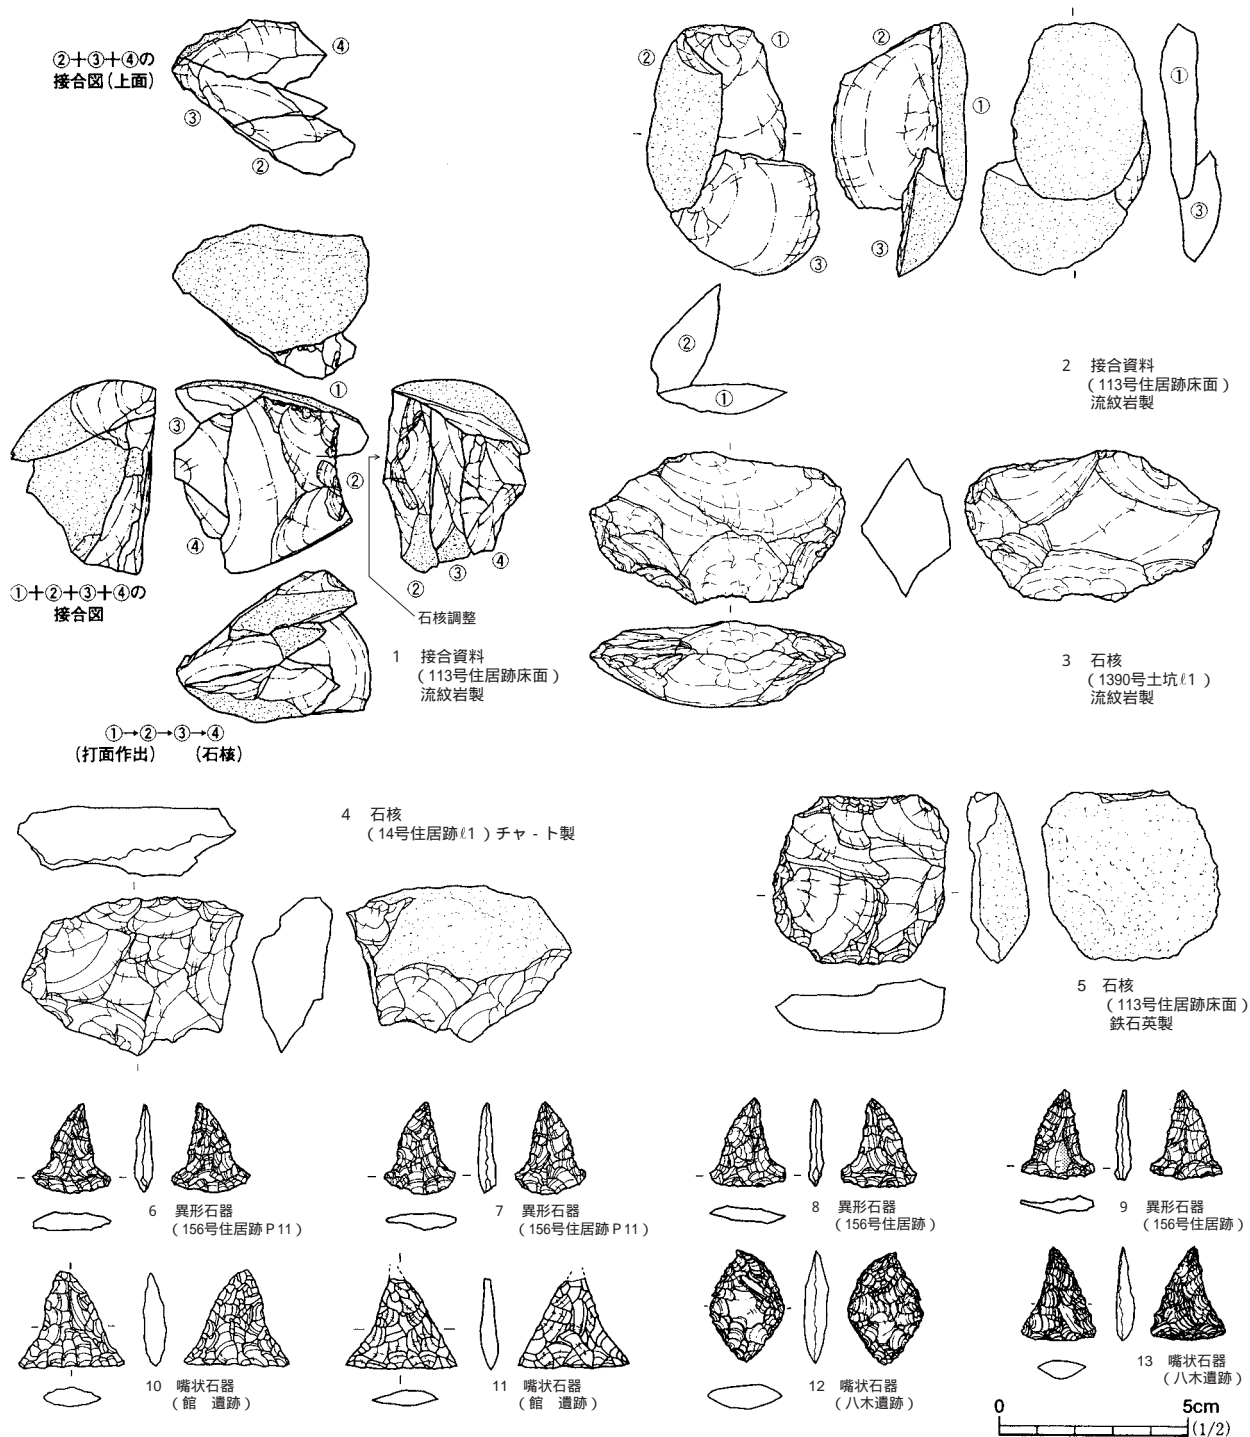 ②＋③＋④の
接合図（上面）
④
③
②
①
③
②
④
②
③
④
①＋②＋③＋④の
接合図
石核調整
1 接合資料
（113号住居跡床面）
流紋岩製
①→②→③→④
（打面作出） （石核）
②
①
③
②
①
③
①
③
②
①
2 接合資料
（113号住居跡床面）
流紋岩製
3 石核
（1390号土坑ℓ1）
流紋岩製
4 石核
（14号住居跡ℓ1）チャ-ト製
5 石核
（113号住居跡床面）
鉄石英製
6 異形石器
（156号住居跡P11）
7 異形石器
（156号住居跡P11）
8 異形石器
（156号住居跡）
9 異形石器
（156号住居跡）
10 嘴状石器
（館 遺跡）
11 嘴状石器
（館 遺跡）
12 嘴状石器
（八木遺跡）
13 嘴状石器
（八木遺跡）
0 5cm
(1/2)